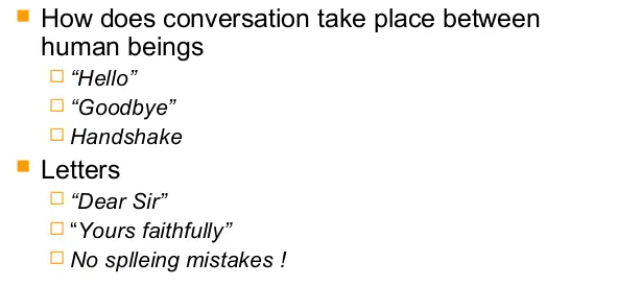 How does conversation take place between
human beings
“Hello”
“Goodbye”
Handshake
Letters
“Dear Sir”
“Yours faithfully”
No splleing mistakes !